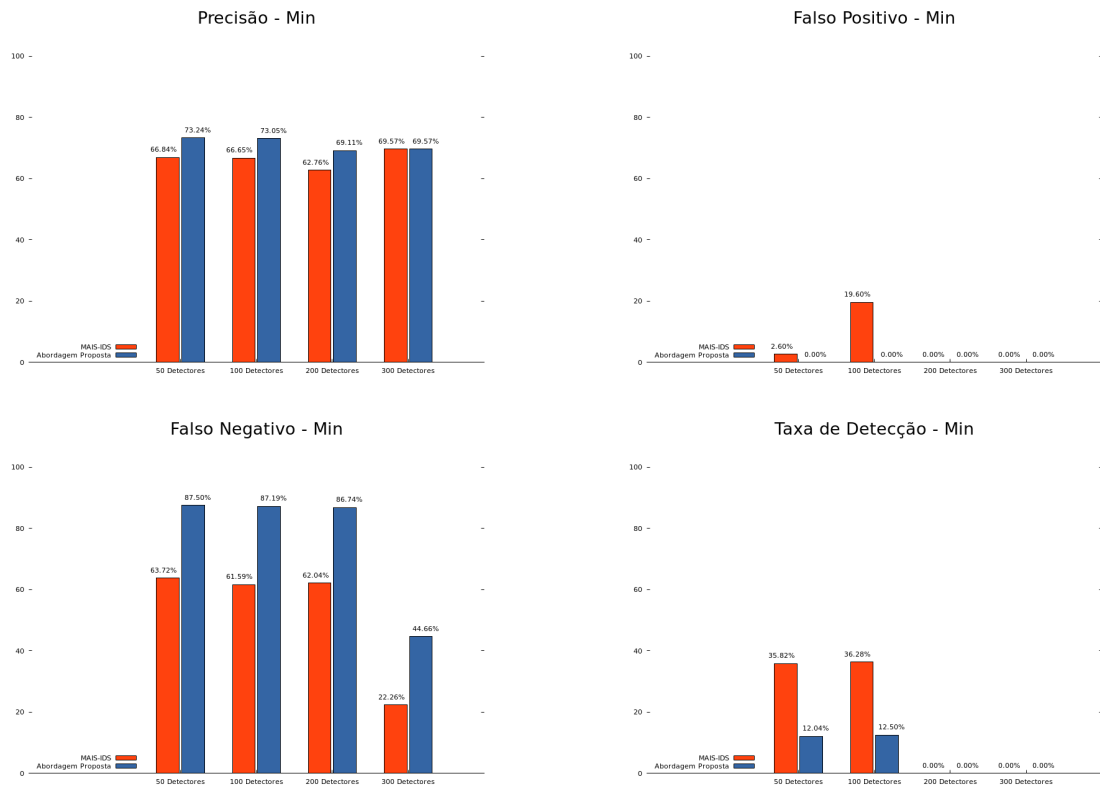 Precisão - Min
100
80
60
40
20
0
66.84%
73.24%
66.65%
73.05%
62.76%
69.11%
69.57%
69.57%
MAIS-IDS
Abordagem Proposta
50 Detectores
100 Detectores
200 Detectores
300 Detectores
Falso Positivo - Min
100
80
60
40
20
0
2.60%
0.00%
19.60%
0.00%
0.00%
0.00%
0.00%
0.00%
MAIS-IDS
Abordagem Proposta
50 Detectores
100 Detectores
200 Detectores
300 Detectores
Falso Negativo - Min
100
80
60
40
20
0
63.72%
87.50%
61.59%
87.19%
62.04%
86.74%
22.26%
44.66%
MAIS-IDS
Abordagem Proposta
50 Detectores
100 Detectores
200 Detectores
300 Detectores
Taxa de Detecção - Min
100
80
60
40
20
0
35.82%
12.04%
36.28%
12.50%
0.00%
0.00%
0.00%
0.00%
MAIS-IDS
Abordagem Proposta
50 Detectores
100 Detectores
200 Detectores
300 Detectores